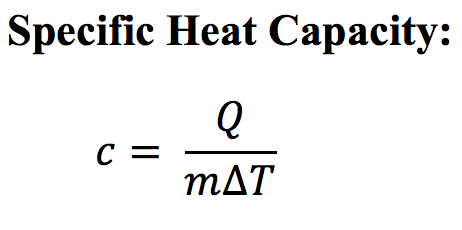 Specific Heat Capacity:
c = Q / mΔT